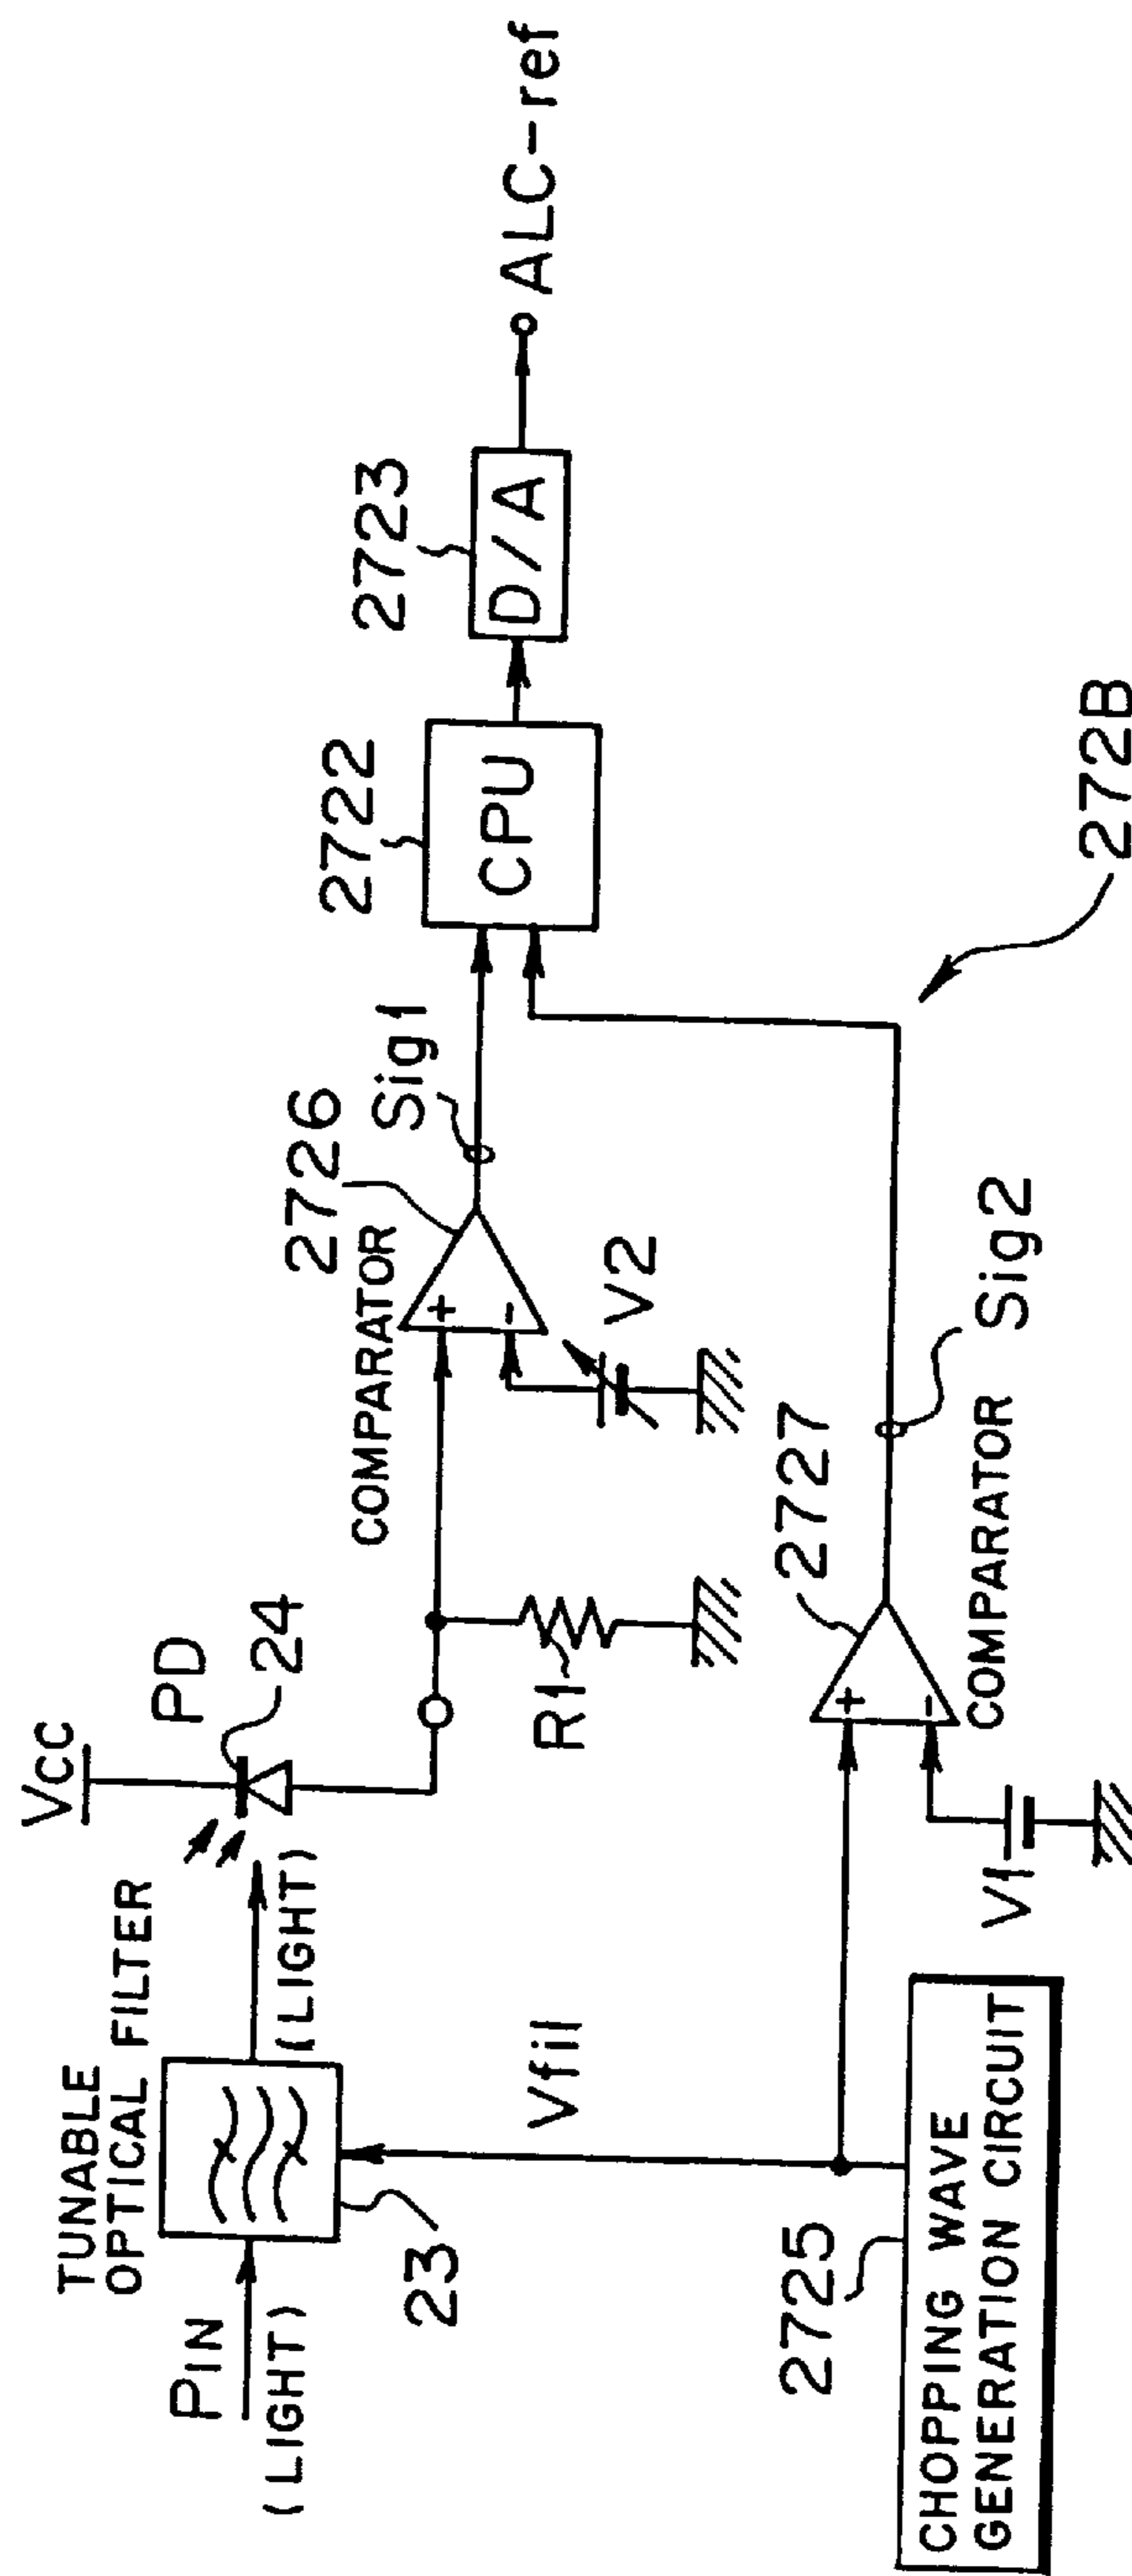 TUNABLE
OPTICAL FILTER
PIN
(LIGHT)
23
(LIGHT)
Vcc
PD
24
Vfil
R1
COMPARATOR
2726
+
-
V2
Sig1
2722
CPU
2723
D/A
ALC-ref
2725
CHOPPING WAVE
GENERATION CIRCUIT
V1
+
-
2727
COMPARATOR
Sig2
272B